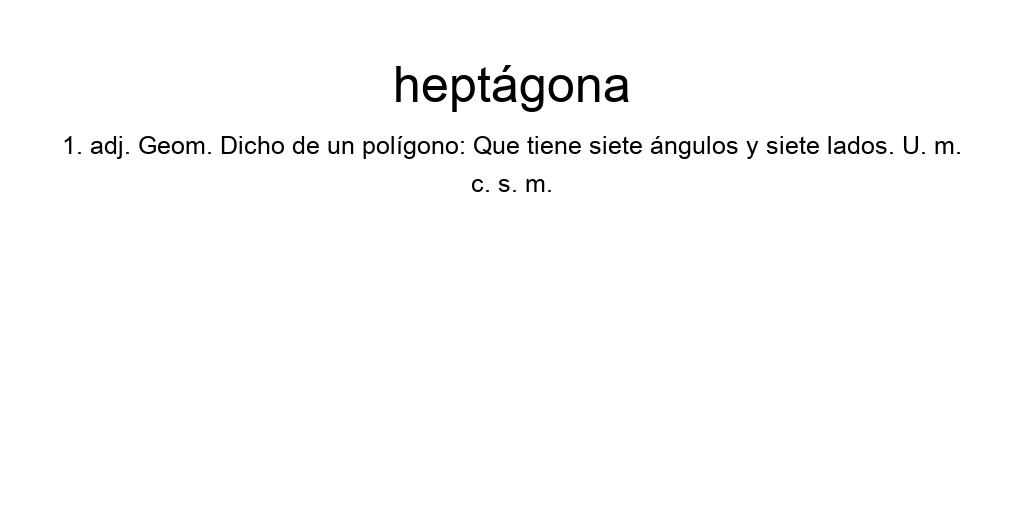 heptágona
1. adj. Geom. Dicho de un polígono: Que tiene siete ángulos y siete lados. U. m.
c. s. m.